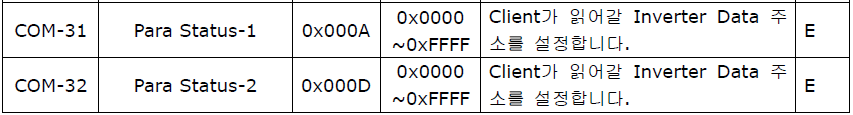 COM-31 Para Status-1 0x000A 0x0000 ~0xFFFF Client가 읽어갈 Inverter Data 주 소를 설정합니다. E
COM-32 Para Status-2 0x000D 0x0000 ~0xFFFF Client가 읽어갈 Inverter Data 주 소를 설정합니다. E